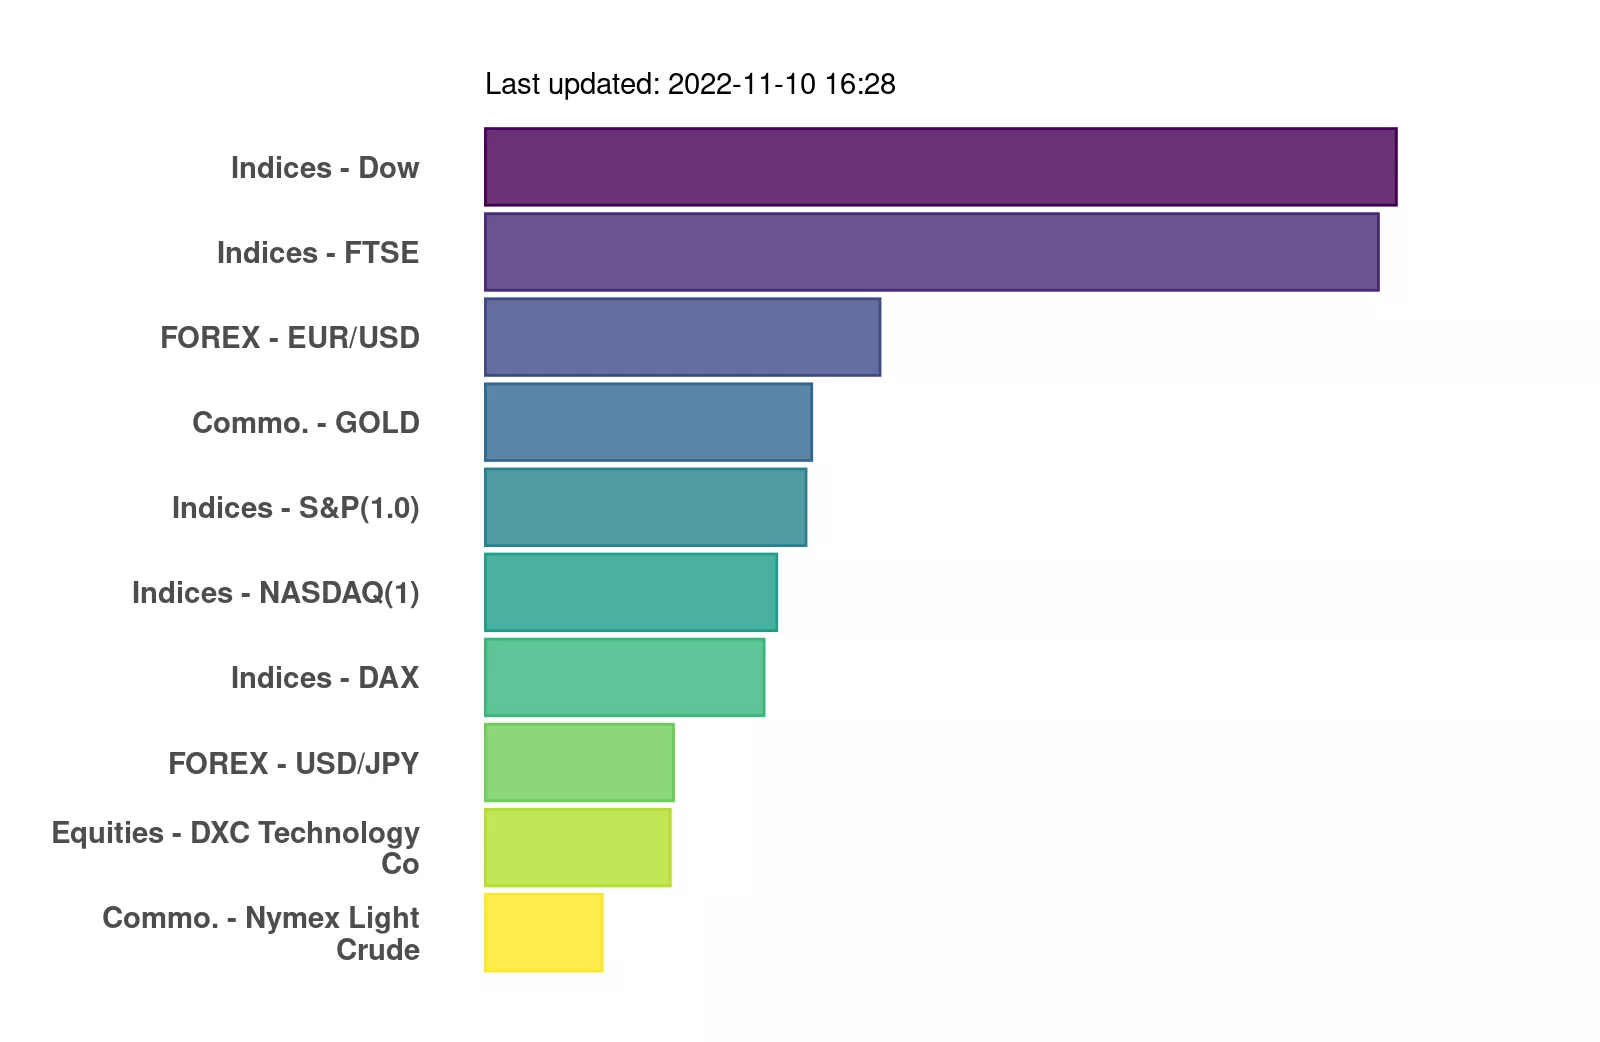 Last updated: 2022-11-10 16:28
Indices - Dow
Indices - FTSE
FOREX - EUR/USD
Commo. - GOLD
Indices - S&P(1.0)
Indices - NASDAQ(1)
Indices - DAX
FOREX - USD/JPY
Equities - DXC Technology
Co
Commo. - Nymex Light
Crude